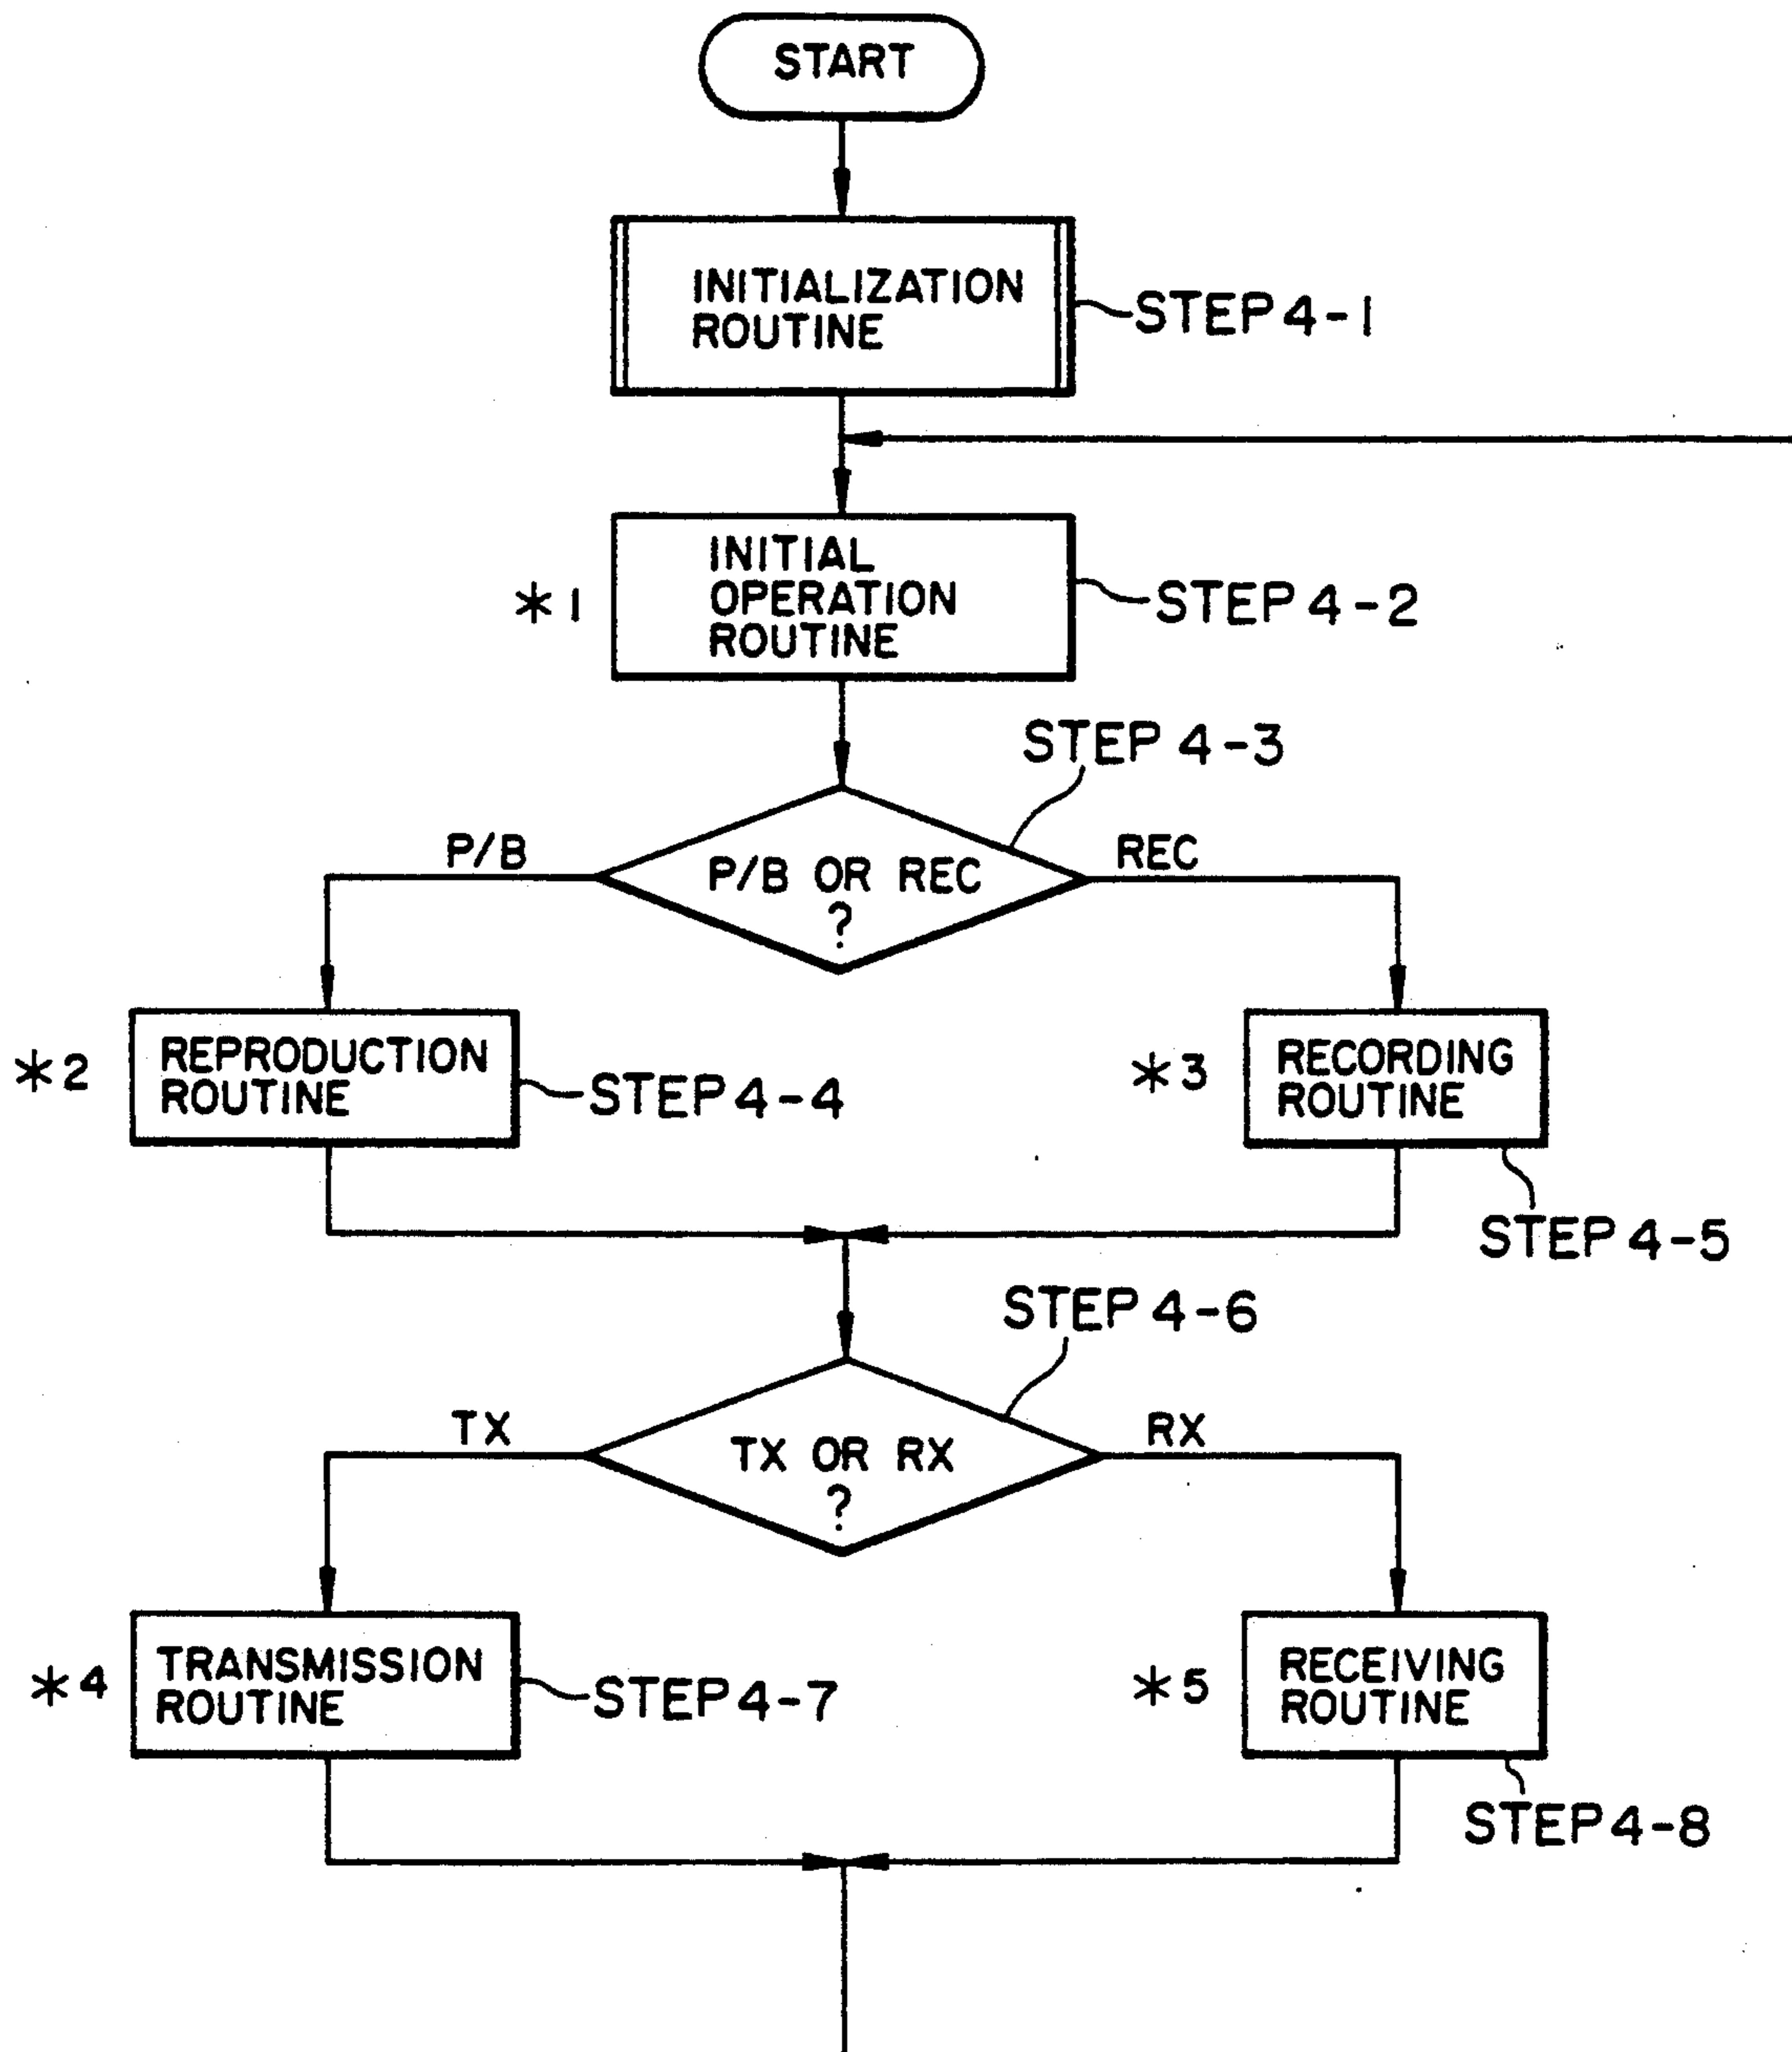 START
INITIALIZATION
ROUTINE
STEP 4-1
INITIAL
OPERATION
ROUTINE
*1
STEP 4-2
STEP 4-3
P/B
P/B OR REC
?
REC
*2
REPRODUCTION
ROUTINE
STEP 4-4
*3
RECORDING
ROUTINE
STEP 4-5
STEP 4-6
TX
TX OR RX
?
RX
*4
TRANSMISSION
ROUTINE
STEP 4-7
*5
RECEIVING
ROUTINE
STEP 4-8